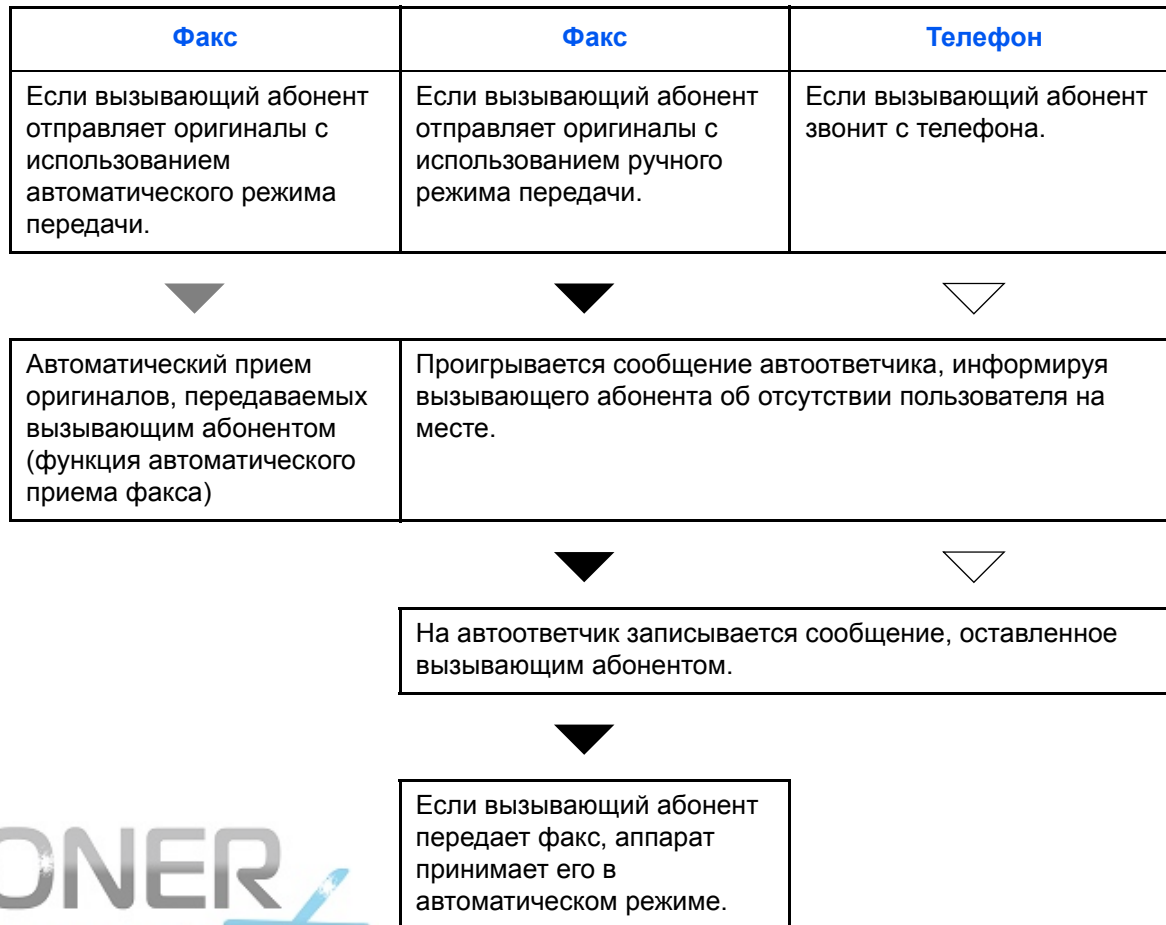 Факс
Факс
Телефон
Если вызывающий абонент
отправляет оригиналы с
использованием
автоматического режима
передачи.
Если вызывающий абонент
отправляет оригиналы с
использованием ручного
режима передачи.
Если вызывающий абонент
звонит с телефона.
Автоматический прием
оригиналов, передаваемых
вызывающим абонентом
(функция автоматического
приема факса)
Проигрывается сообщение автоответчика, информируя
вызывающего абонента об отсутствии пользователя на
месте.
На автоответчик записывается сообщение, оставленное
вызывающим абонентом.
Если вызывающий абонент
передает факс, аппарат
принимает его в
автоматическом режиме.
ONER